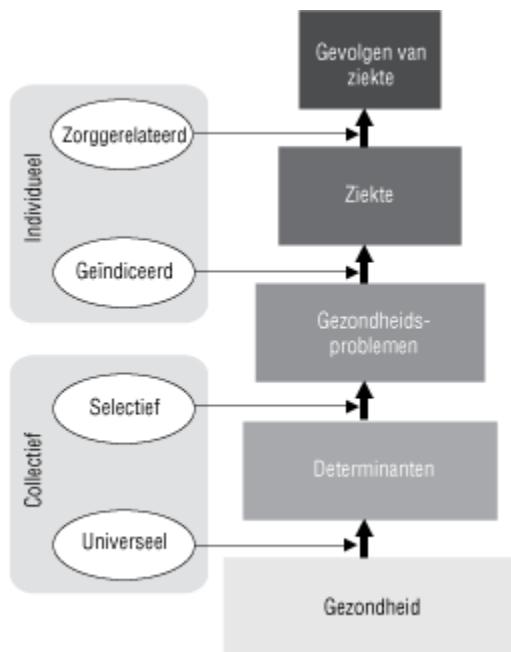 Gevolgen van
ziekte
Individueel
Zorggerelateerd
Ziekte
Geïndiceerd
Gezondheids-
problemen
Collectief
Selectief
Determinanten
Universeel
Gezondheid